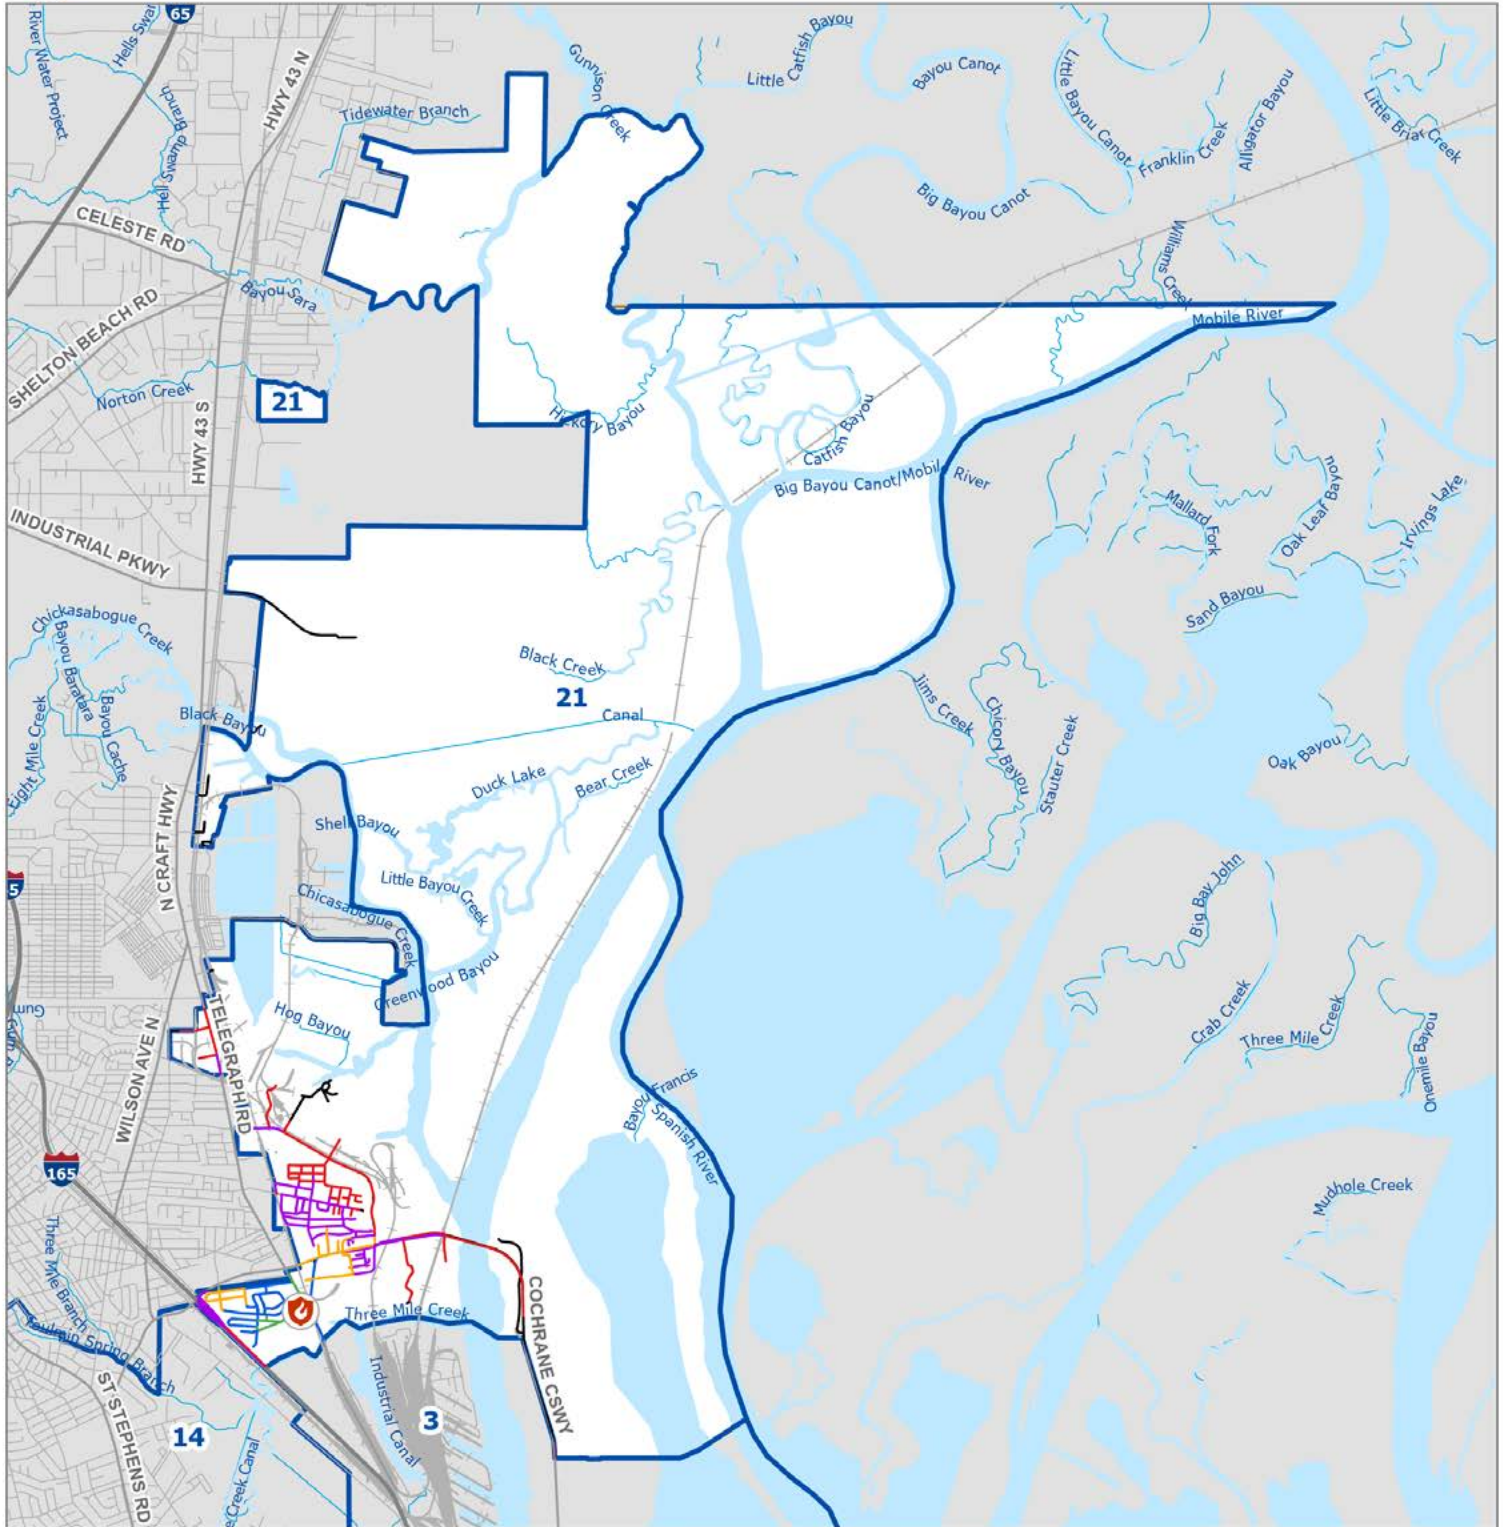 River Water Project
Hells Swa
65
HWY 43 N
Hell Swamp Branch
Tidewater Branch
Gunnison Creek
Little Catfish Bayou
Bayou Canot
Little Bayou Canot
Franklin Creek
Alligator Bayou
Little Briar Creek
CELESTE RD
Big Bayou Canot
Williams Creek
Bayou Sara
SHELTON BEACH RD
Mobile River
Norton Creek
21
HWY 43 S
Hickory Bayou
Catfish Bayou
Big Bayou Canot/Mobile River
Mallard Fork
Oak Leaf Bayou
Irvings Lake
INDUSTRIAL PKWY
Sand Bayou
Chickasabogue Creek
Bayou Baratara
Bayou Cache
Eight Mile Creek
Black Creek
21
Black Bayou
Canal
Jims Creek
Chicory Bayou
Stauter Creek
Oak Bayou
Duck Lake
Bear Creek
N CRAFT HWY
Shell Bayou
Little Bayou Creek
5
Chicasabogue Creek
Big Bay John
Greenwood Bayou
Gum
Hog Bayou
Crab Creek
Three Mile Creek
Onemile Bayou
TELEGRAPH RD
WILSON AVE N
Bayou Francis
Spanish River
165
Mudhole Creek
Three Mile Branch
Toulmin Spring Branch
Three Mile Creek
COCHRANE CSWY
ST STEPHENS RD
Industrial Canal
3
14
e Creek Canal